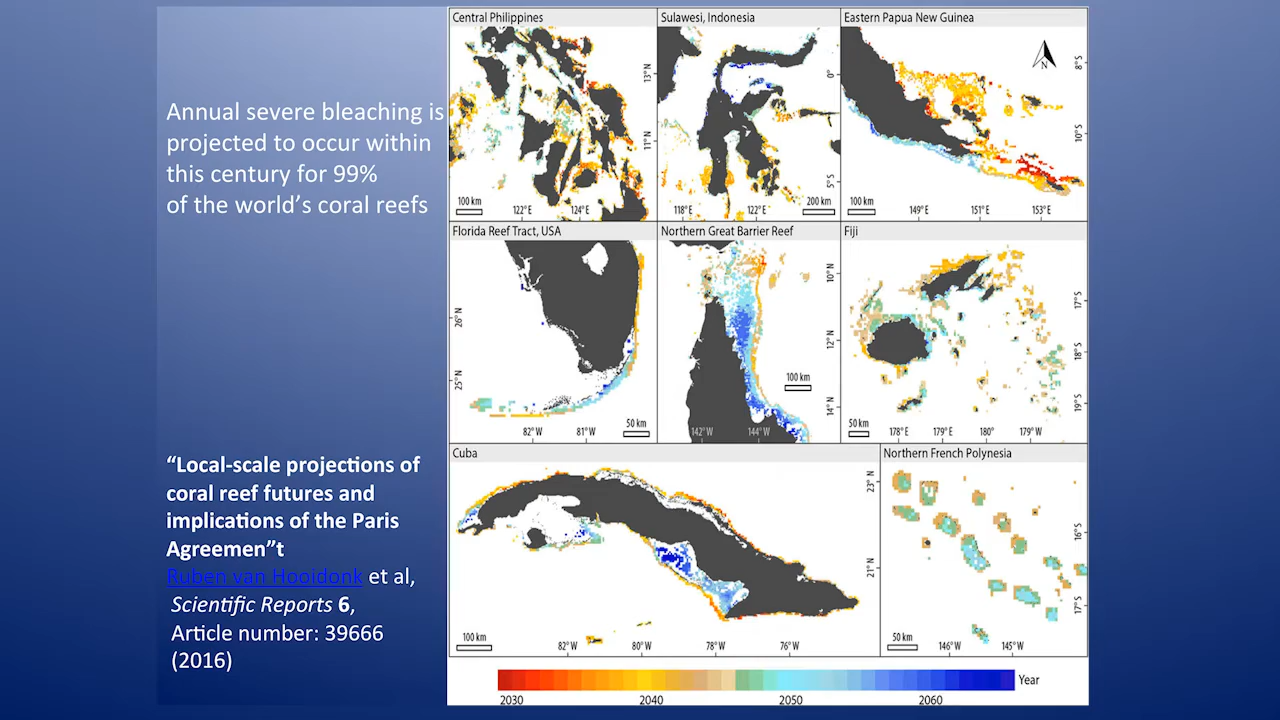 Annual severe bleaching is
projected to occur within
this century for 99%
of the world's coral reefs
“Local-scale projections of
coral reef futures and
implications of the Paris
Agreemen”t
Ruben van Hooidonk et al,
Scientific Reports 6,
Article number: 39666
(2016)
Central Philippines
13°N
11°N
100 km
122°E
124°E
Sulawesi, Indonesia
0°
5°S
118°E
122°E
200 km
Eastern Papua New Guinea
N
8°S
10°S
100 km
149°E
151°E
153°E
Florida Reef Tract, USA
26°N
25°N
82°W
81°W
50 km
Northern Great Barrier Reef
10°N
12°N
14°N
100 km
142°W
144°W
Fiji
17°S
18°S
19°S
50 km
178°E
179°E
180°
179°W
Cuba
23°N
21°N
100 km
82°W
80°W
78°W
76°W
Northern French Polynesia
16°S
17°S
50 km
146°W
145°W
Year
2030
2040
2050
2060